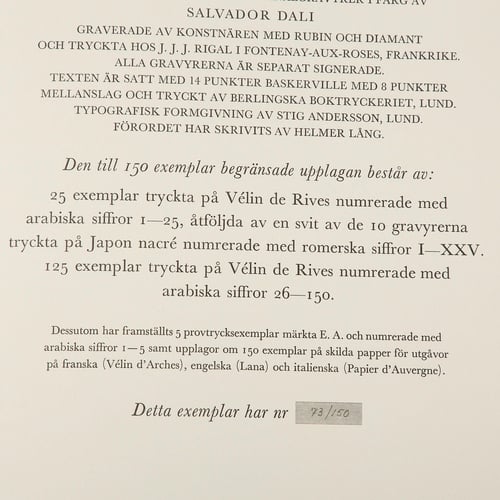 I FÄRG AV
SALVADOR DALI
GRAVERADE AV KONSTNÄREN MED RUBIN OCH DIAMANT
OCH TRYCKTA HOS J. J. J. RIGAL I FONTENAY-AUX-ROSES, FRANKRIKE.
ALLA GRAVYRERNA ÄR SEPARAT SIGNERADE.
TEXTEN ÄR SATT MED 14 PUNKTER BASKERVILLE MED 8 PUNKTER
MELLANSLAG OCH TRYCKT AV BERLINGSKA BOKTRYCKERIET, LUND.
TYPOGRAFISK FORMGIVNING AV STIG ANDERSSON, LUND.
FÖRORDET HAR SKRIVITS AV HELMER LÅNG.
Den till 150 exemplar begränsade upplagan består av:
25 exemplar tryckta på Vélin de Rives numrerade med
arabiska siffror 1—25, åtföljda av en svit av de 10 gravyrerna
tryckta på Japon nacré numrerade med romerska siffror I—XXV.
125 exemplar tryckta på Vélin de Rives numrerade med
arabiska siffror 26—150.
Dessutom har framställts 5 provtrycksexemplar märkta E. A. och numrerade med
arabiska siffror 1—5 samt upplagor om 150 exemplar på skilda papper för utgåvor
på franska (Vélin d'Arches), engelska (Lana) och italienska (Papier d'Auvergne).
Detta exemplar har nr 73/150